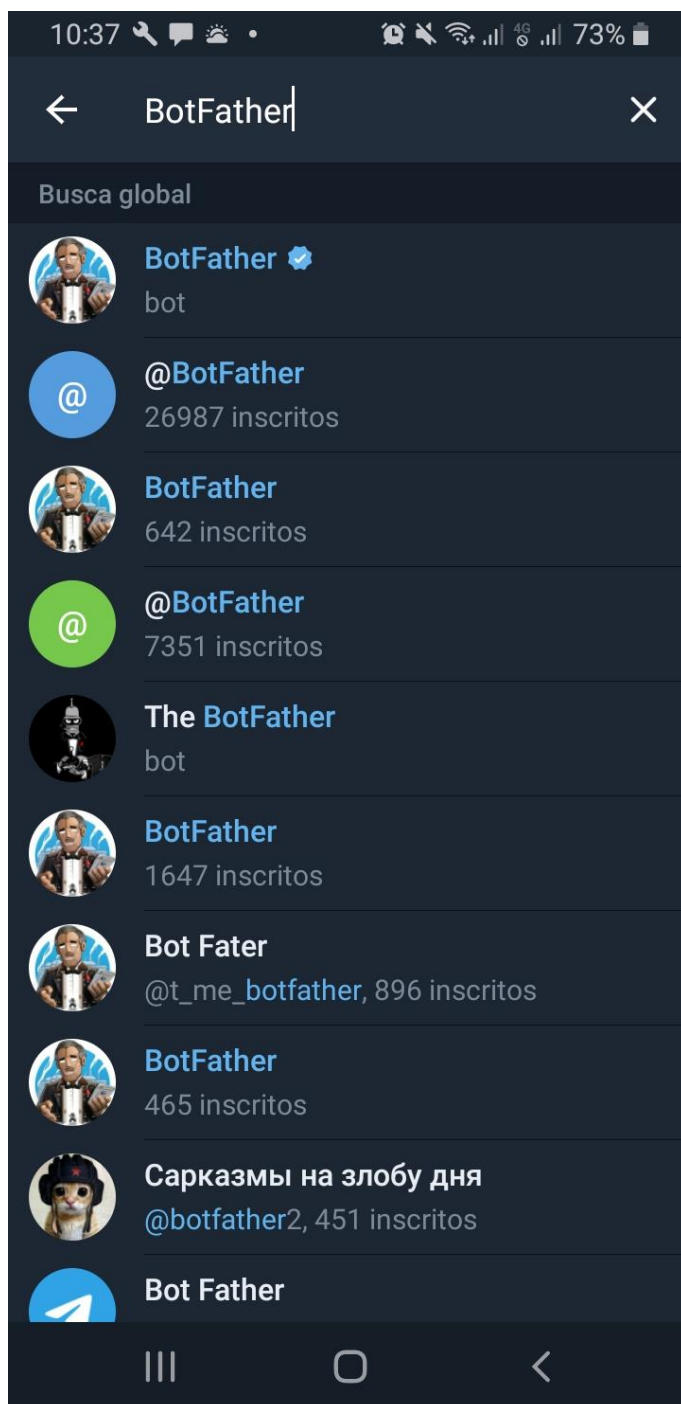 10:37
4G
73%
BotFather
Busca global
BotFather
bot
@
@BotFather
26987 inscritos
BotFather
642 inscritos
@
@BotFather
7351 inscritos
The BotFather
bot
BotFather
1647 inscritos
Bot Fater
@t_me_botfather, 896 inscritos
BotFather
465 inscritos
Сарказмы на злобу дня
@botfather2, 451 inscritos
Bot Father